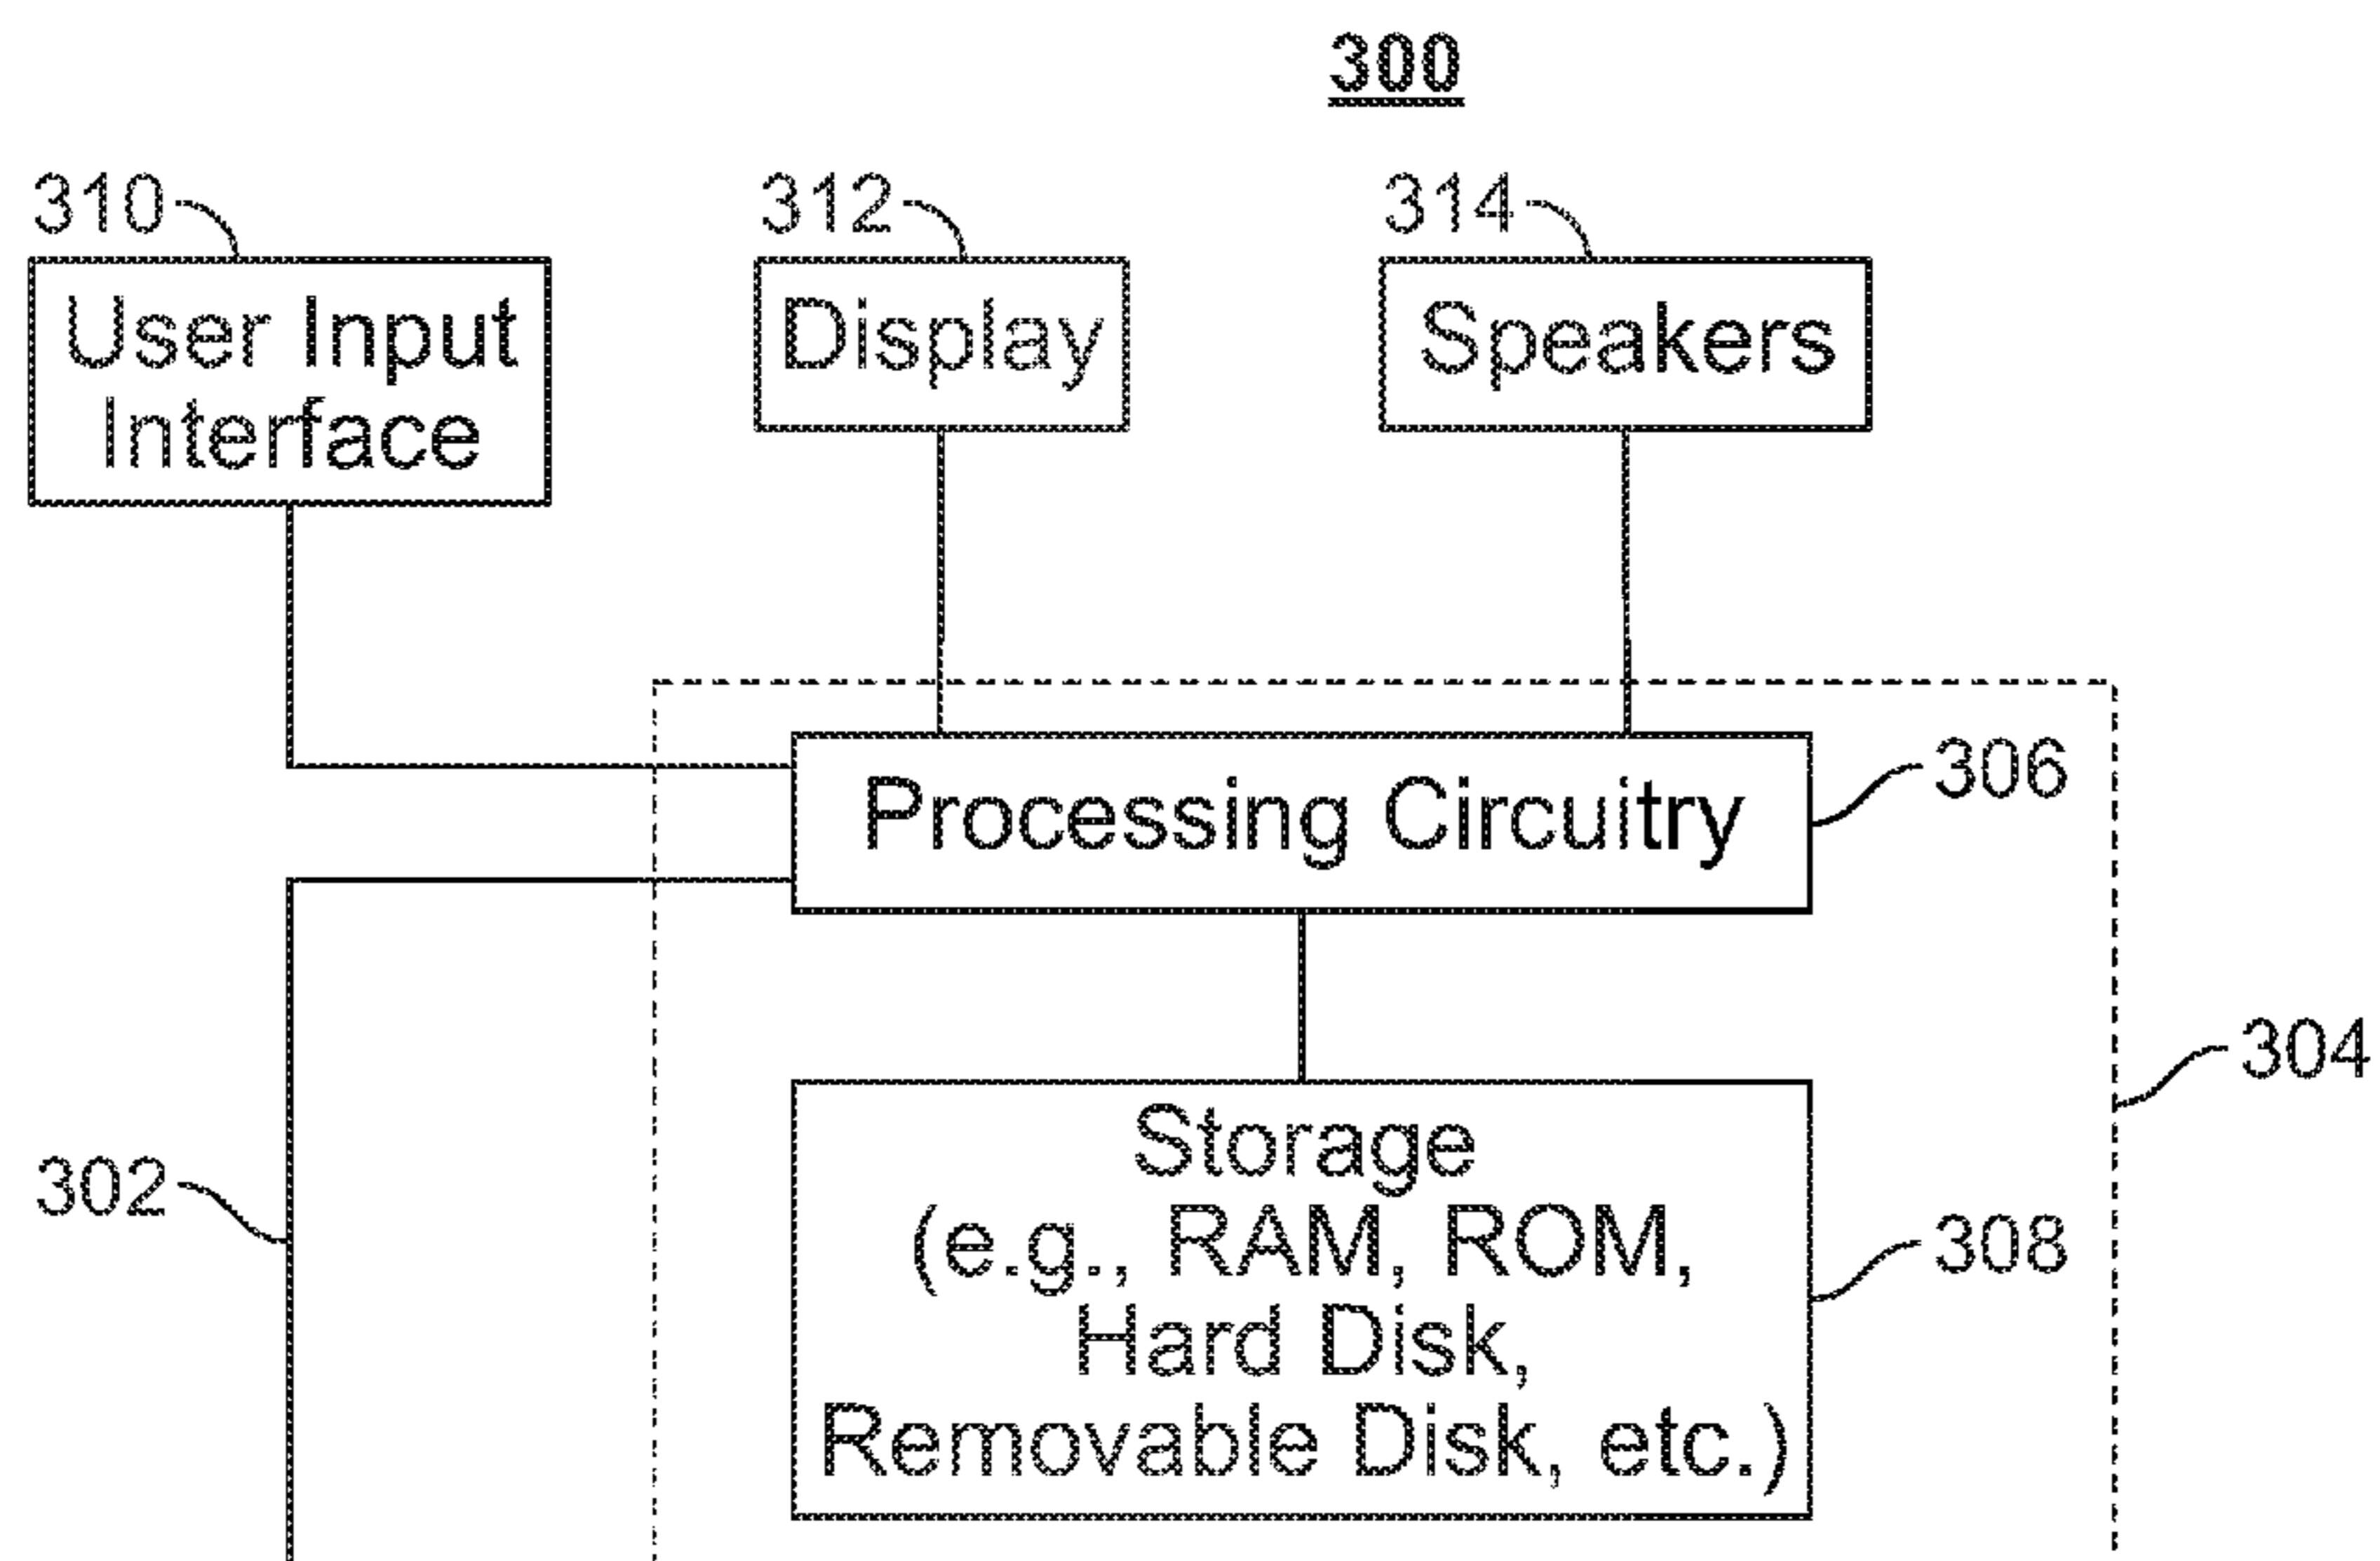 300
310
312
314
User Input
Interface
Display
Speakers
Processing Circuitry
306
304
302
Storage
(e.g., RAM, ROM,
Hard Disk,
Removable Disk, etc.)
308